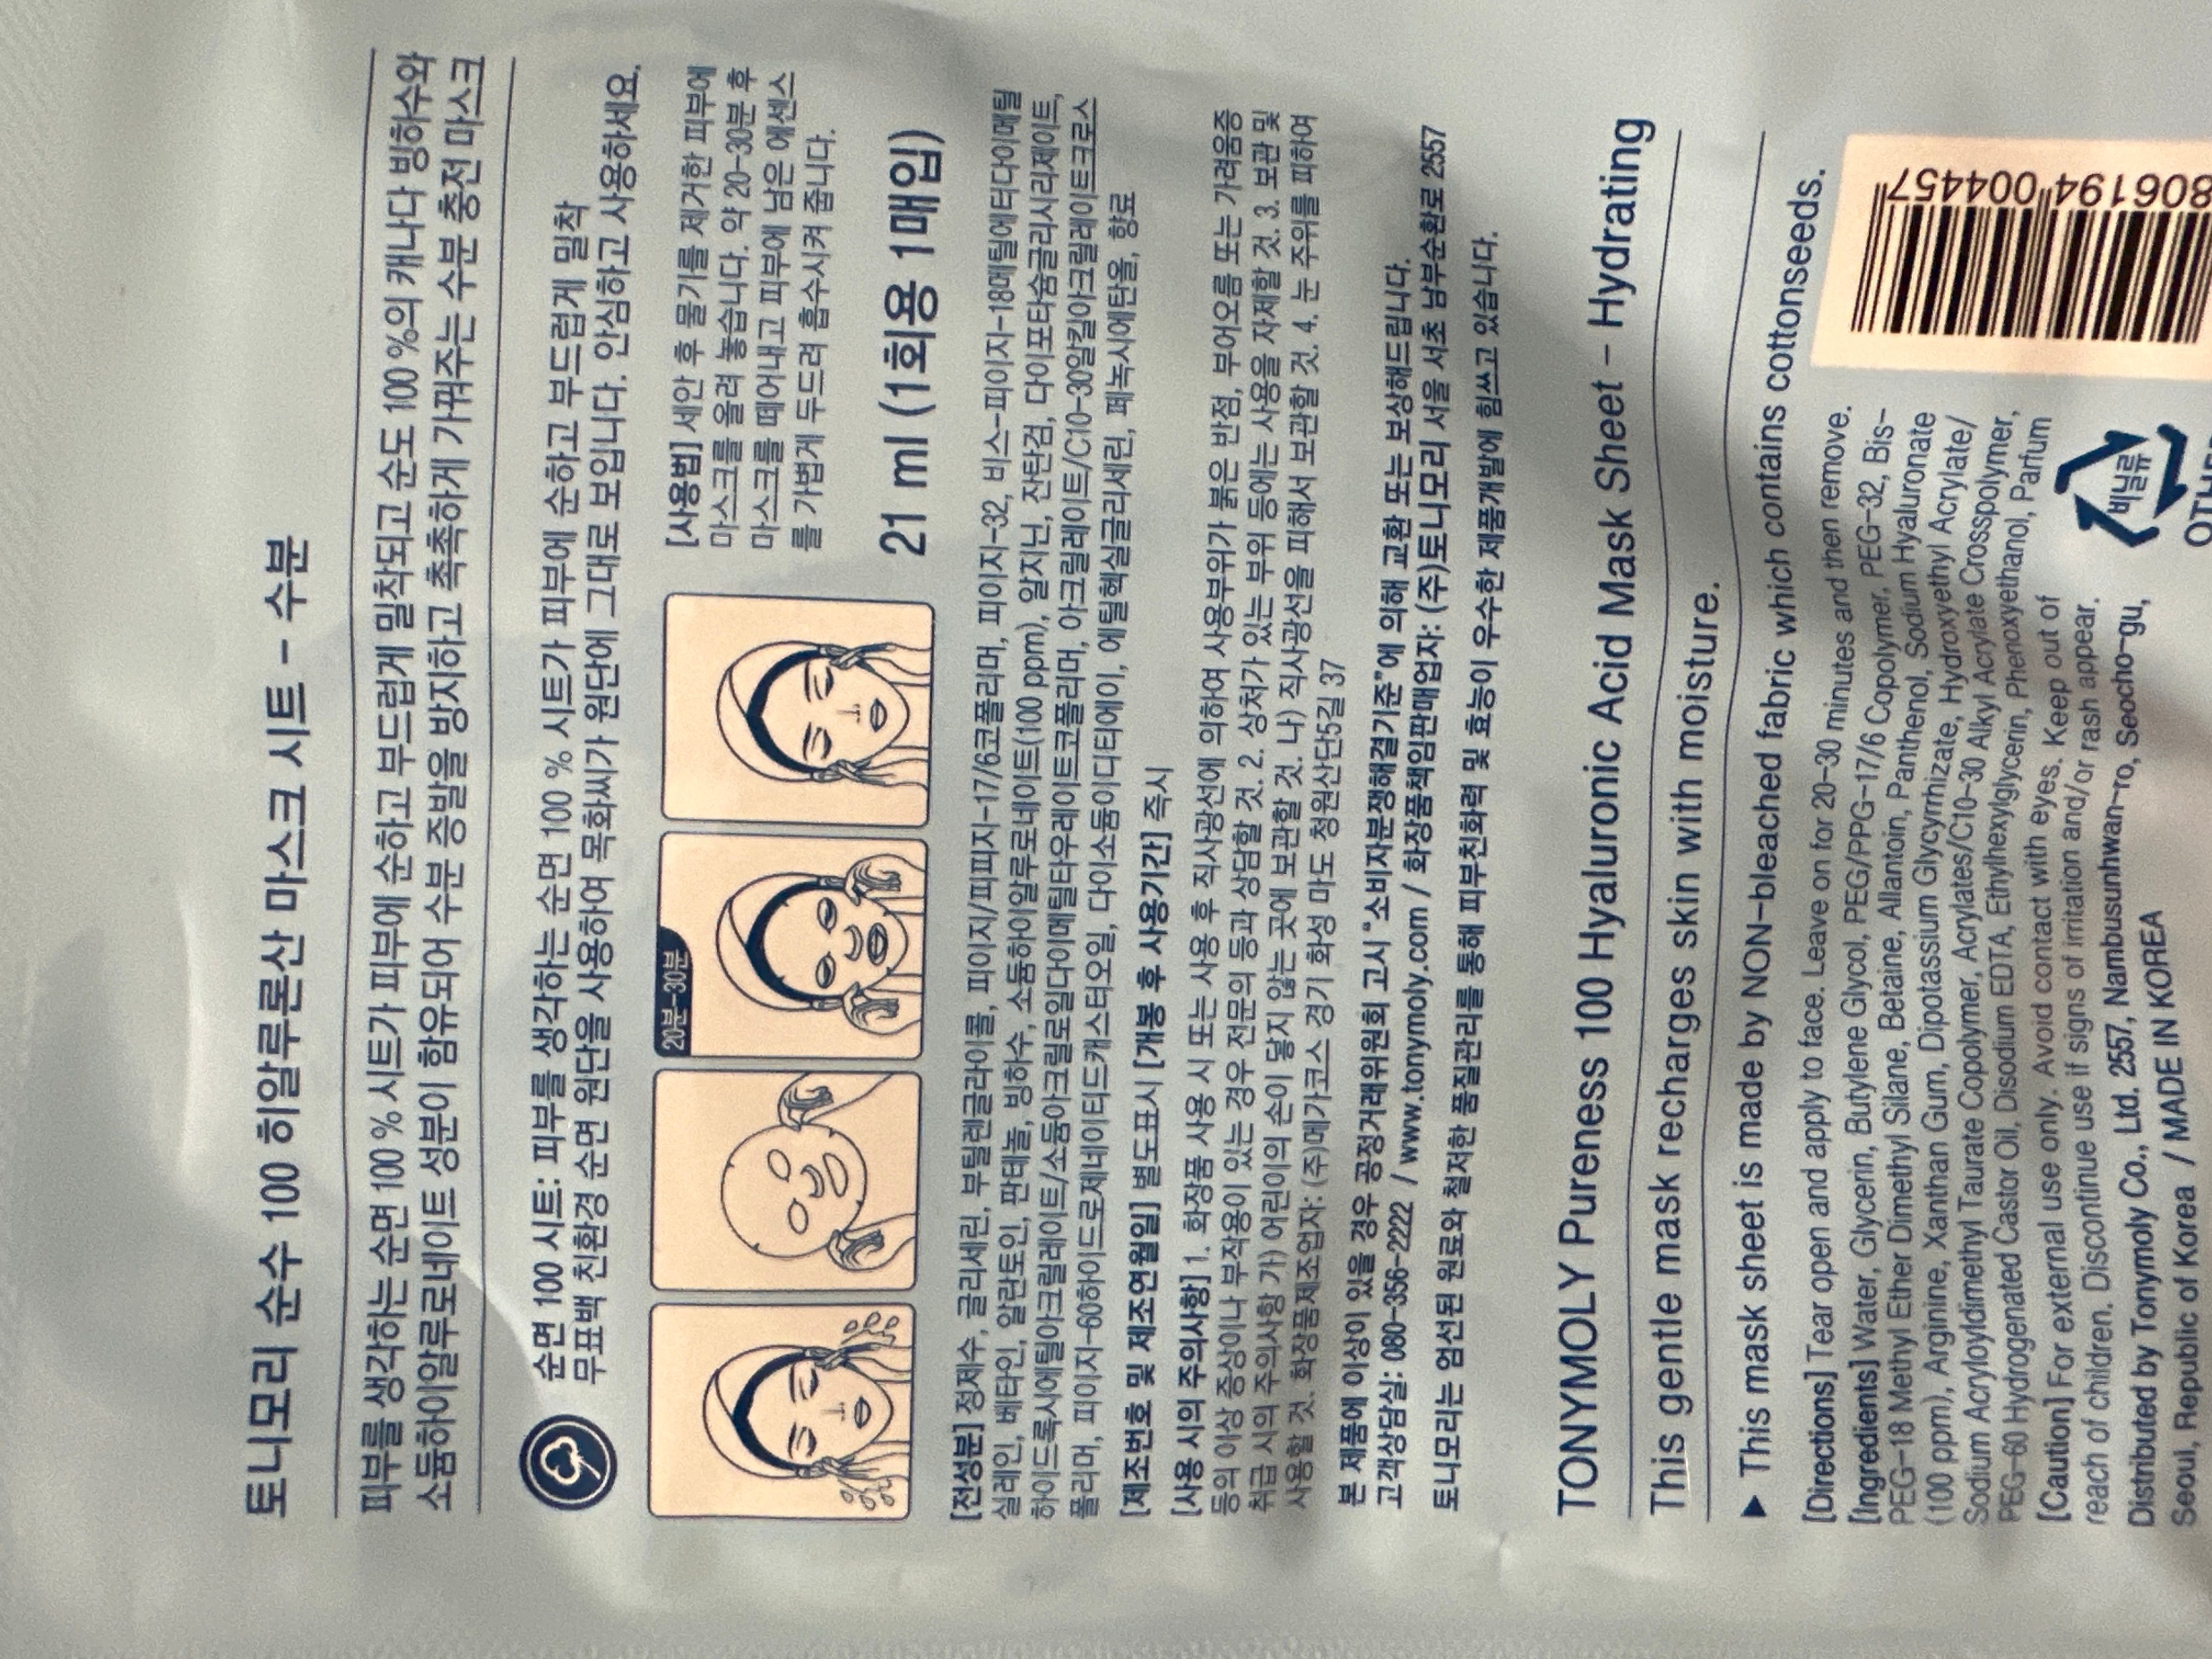 토니모리 순수 100 히알루론산 마스크 시트 - 수분
피부를 생각하는 순면 100 % 시트가 피부에 순하고 부드럽게 밀착되고 순도 100 %의 캐나다 빙하수와
소듐하이알루로네이트 성분이 함유되어 수분 증발을 방지하고 촉촉하게 가꿔주는 수분 충전 마스크
순면 100 시트: 피부를 생각하는 순면 100 % 시트가 피부에 순하고 부드럽게 밀착
무표백 친환경 순면 원단을 사용하여 목화씨가 원단에 그대로 보입니다. 안심하고 사용하세요.
20분-30분
[사용법] 세안 후 물기를 제거한 피부에
마스크를 올려 놓습니다. 약 20-30분 후
마스크를 떼어내고 피부에 남은 에센스
를 가볍게 두드려 흡수시켜 줍니다.
21 ml (1회용 1매입)
[전성분] 정제수, 글리세린, 부틸렌글라이콜, 피이지/피피지-17/6코폴리머, 피이지-32, 비스-피이지-18메틸에터다이메틸
실레인, 베타인, 알란토인, 판테놀, 빙하수, 소듐하이알루로네이트(100 ppm), 알지닌, 잔탄검, 다이포타슘글리시리제이트,
하이드록시에틸아크릴레이트/소듐아크릴로일다이메틸타우레이트코폴리머, 아크릴레이트/C10-30알킬아크릴레이트크로스
폴리머, 피이지-60하이드로제네이티드캐스터오일, 다이소듐이디티에이, 에틸헥실글리세린, 페녹시에탄올, 향료
[제조번호 및 제조연월일] 별도표시 [개봉 후 사용기간] 즉시
[사용 시의 주의사항] 1. 화장품 사용 시 또는 사용 후 직사광선에 의하여 사용부위가 붉은 반점, 부어오름 또는 가려움증
등의 이상 증상이나 부작용이 있는 경우 전문의 등과 상담할 것. 2. 상처가 있는 부위 등에는 사용을 자제할 것. 3. 보관 및
취급 시의 주의사항 가) 어린이의 손이 닿지 않는 곳에 보관할 것. 나) 직사광선을 피해서 보관할 것. 4. 눈 주위를 피하여
사용할 것. 화장품제조업자: (주)메가코스 경기 화성 마도 청원산단5길 37
본 제품에 이상이 있을 경우 공정거래위원회 고시 "소비자분쟁해결기준"에 의해 교환 또는 보상해드립니다.
고객상담실: 080-356-2222 / www.tonymoly.com / 화장품책임판매업자: (주)토니모리 서울 서초 남부순환로 2557
토니모리는 엄선된 원료와 철저한 품질관리를 통해 피부친화력 및 효능이 우수한 제품개발에 힘쓰고 있습니다.
TONYMOLY Pureness 100 Hyaluronic Acid Mask Sheet - Hydrating
This gentle mask recharges skin with moisture.
▶ This mask sheet is made by NON-bleached fabric which contains cottonseeds.
[Directions] Tear open and apply to face. Leave on for 20-30 minutes and then remove.
[Ingredients] Water, Glycerin, Butylene Glycol, PEG/PPG-17/6 Copolymer, PEG-32, Bis-
PEG-18 Methyl Ether Dimethyl Silane, Betaine, Allantoin, Panthenol, Sodium Hyaluronate
(100 ppm), Arginine, Xanthan Gum, Dipotassium Glycyrrhizate, Hydroxyethyl Acrylate/
Sodium Acryloyldimethyl Taurate Copolymer, Acrylates/C10-30 Alkyl Acrylate Crosspolymer,
PEG-60 Hydrogenated Castor Oil, Disodium EDTA, Ethylhexylglycerin, Phenoxyethanol, Parfum
[Caution] For external use only. Avoid contact with eyes. Keep out of
reach of children. Discontinue use if signs of irritation and/or rash appear.
Distributed by Tonymoly Co., Ltd. 2557, Nambusunhwan-ro, Seocho-gu,
Seoul, Republic of Korea / MADE IN KOREA
806194 004457
비닐류